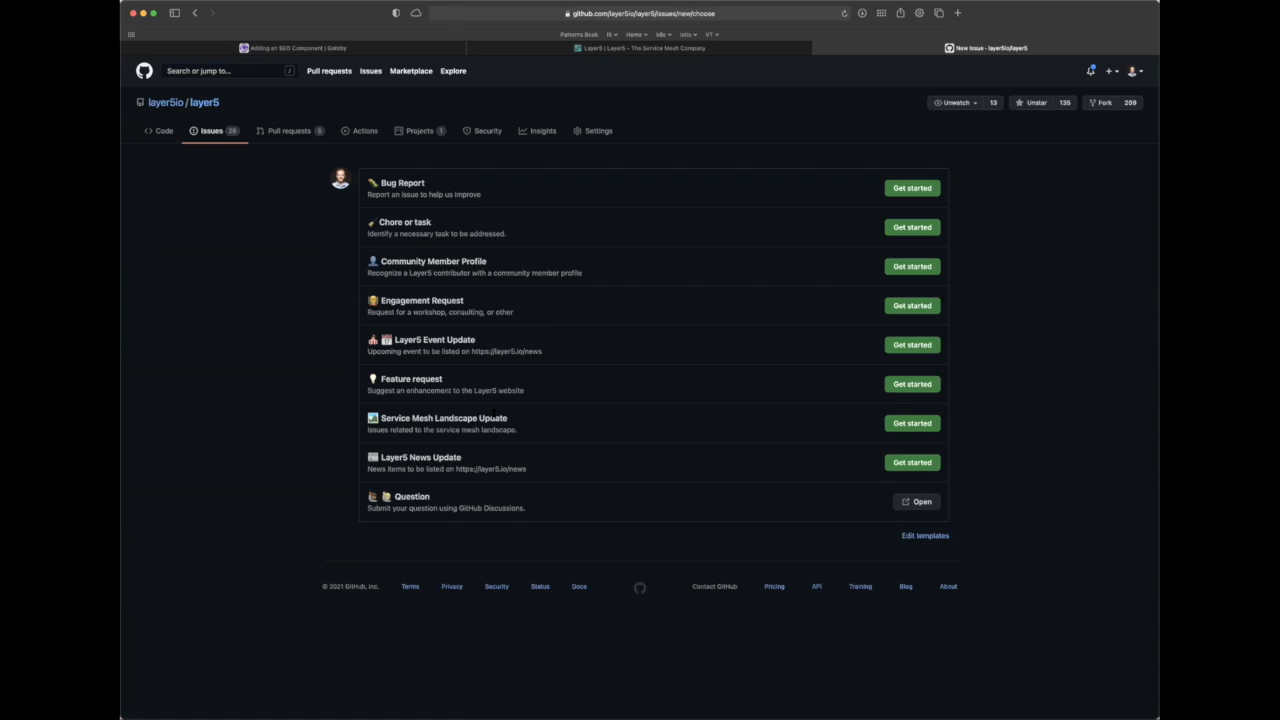 github.com/layer5io/layer5/issues/new/choose
Patterns Book l5 Home k8s istio VT
Adding an SEO Component | Gatsby
Layer5 | Layer5 - The Service Mesh Company
New Issue · layer5io/layer5
Search or jump to... /
Pull requests Issues Marketplace Explore
layer5io / layer5
Unwatch 13 Unstar 135 Fork 209
Code Issues 28 Pull requests 5 Actions Projects 1 Security Insights Settings
Bug Report
Report an issue to help us improve
Get started
Chore or task
Identify a necessary task to be addressed.
Get started
Community Member Profile
Recognize a Layer5 contributor with a community member profile
Get started
Engagement Request
Request for a workshop, consulting, or other
Get started
Layer5 Event Update
Upcoming event to be listed on https://layer5.io/news
Get started
Feature request
Suggest an enhancement to the Layer5 website
Get started
Service Mesh Landscape Update
Issues related to the service mesh landscape.
Get started
Layer5 News Update
News items to be listed on https://layer5.io/news
Get started
Question
Submit your question using GitHub Discussions.
Open
Edit templates
© 2021 GitHub, Inc. Terms Privacy Security Status Docs Contact GitHub Pricing API Training Blog About